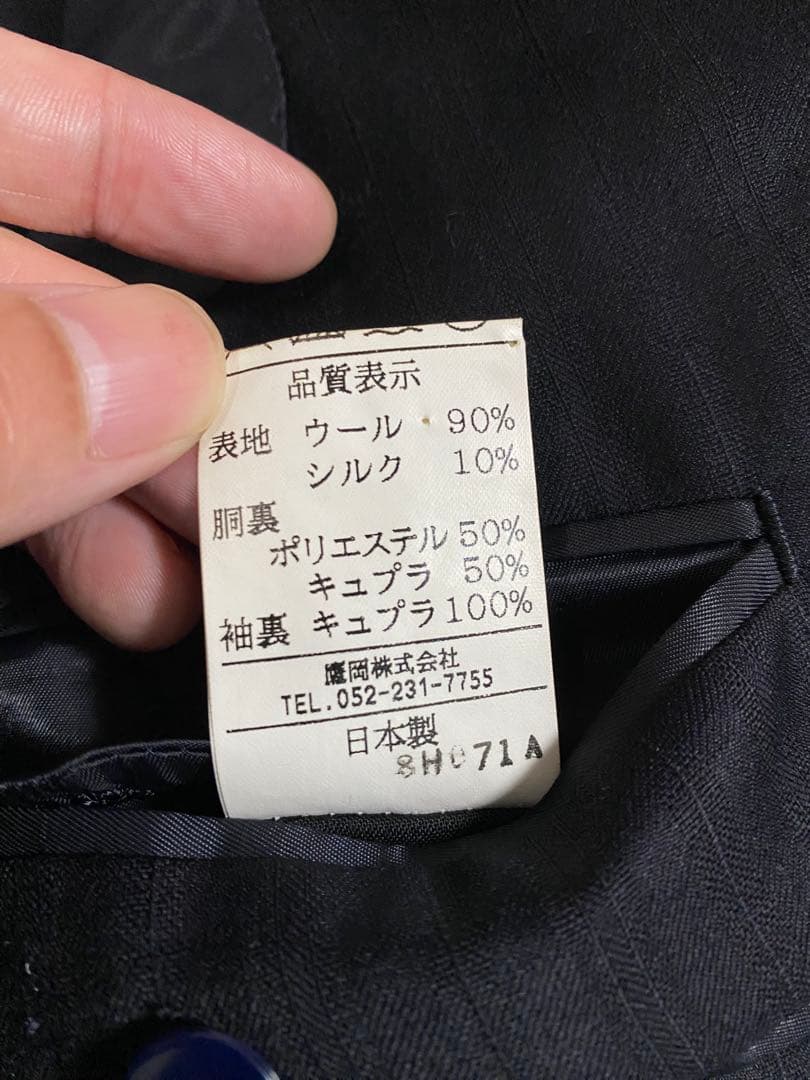 品質表示
表地 ウール 90%
シルク 10%
胴裏
ポリエステル 50%
キュプラ 50%
袖裏 キュプラ 100%
鷹岡株式会社
TEL.052-231-7755
日本製
8H071A